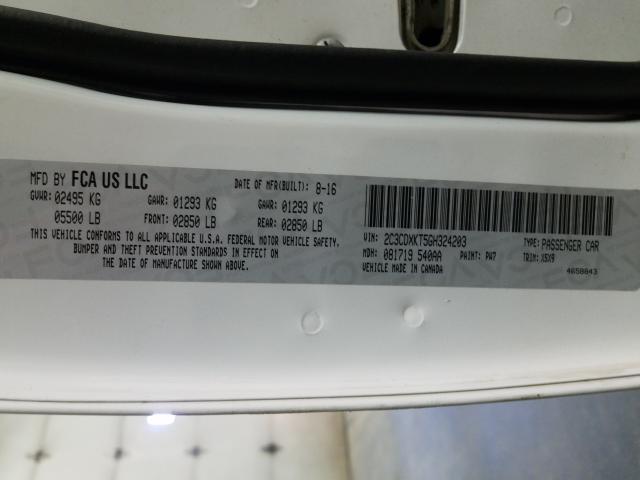 MFD BY FCA US LLC DATE OF MFR(BUILT): 8-16
GVWR: 02495 KG GAWR: 01293 KG GAWR: 01293 KG
05500 LB FRONT: 02850 LB REAR: 02850 LB
THIS VEHICLE CONFORMS TO ALL APPLICABLE U.S.A. FEDERAL MOTOR VEHICLE SAFETY,
BUMPER AND THEFT PREVENTION STANDARDS IN EFFECT ON
THE DATE OF MANUFACTURE SHOWN ABOVE.
VIN: 2C3CDXKT5GH324203 TYPE: PASSENGER CAR
MDH: 081719 540AA PAINT: PW7 TRIM: X5X9
VEHICLE MADE IN CANADA 4658843